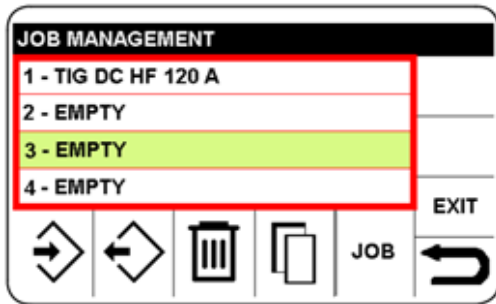 JOB MANAGEMENT
1 - TIG DC HF 120 A
2 - EMPTY
3 - EMPTY
4 - EMPTY
EXIT
JOB